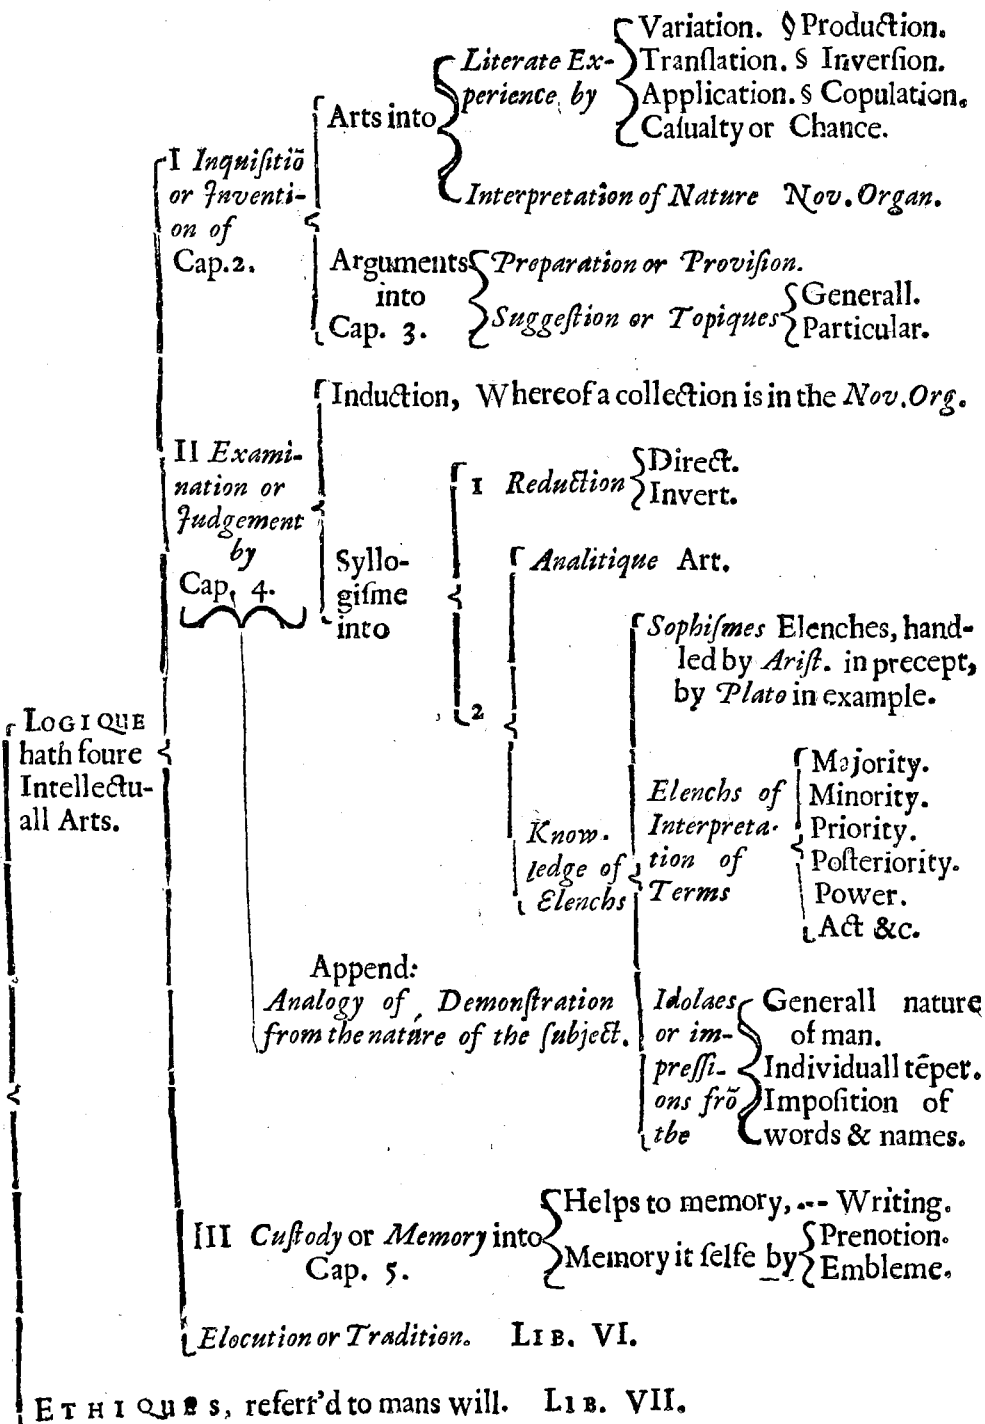 Variation. § Production.
Literate Ex- Tranſlation. § Inverſion.
perience by Application. § Copulation.
Arts into Caſualty or Chance.
I Inquiſitiō
or Inventi- Interpretation of Nature Nov. Organ.
on of
Cap. 2. Arguments Preparation or Proviſion.
into Generall.
Suggeſtion or Topiques
Cap. 3. Particular.
Induction, Whereof a collection is in the Nov. Org.
II Exami-
nation or
Judgement
by
Cap. 4.
Direct.
1 Reduction
Invert.
Syllo-
giſme
into
Analitique Art.
2
Sophiſmes Elenches, hand-
led by Ariſt. in precept,
by Plato in example.
LOGIQUE
hath foure
Intellectu-
all Arts.
Know-
ledge of
Elenchs
Elenchs of
Interpreta-
tion of
Terms
Majority.
Minority.
Priority.
Poſteriority.
Power.
Act &c.
Append:
Analogy of Demonſtration
from the nature of the ſubject.
Idolaes
or im-
preſſi-
ons frō
the
Generall nature
of man.
Individuall tēper.
Impoſition of
words & names.
Helps to memory, --- Writing.
III Cuſtody or Memory into
Cap. 5.
Memory it ſelfe by
Prenotion.
Embleme.
Elocution or Tradition. LIB. VI.
ETHIQUES, referr'd to mans will. LIB. VII.